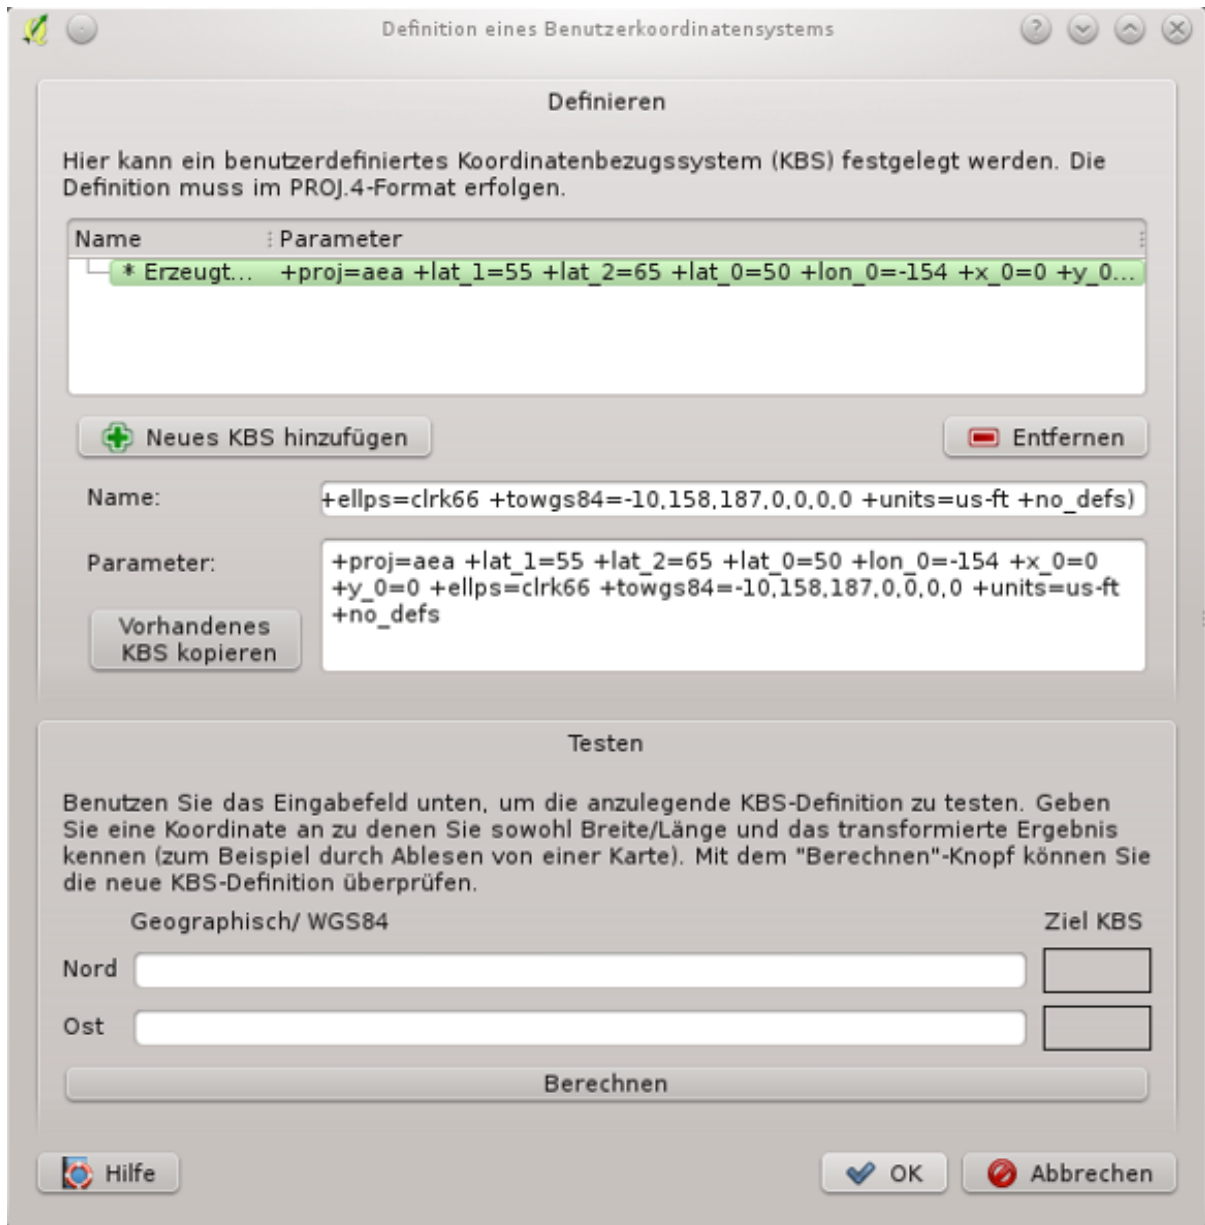 Definition eines Benutzerkoordinatensystems
Definieren
Hier kann ein benutzerdefiniertes Koordinatenbezugssystem (KBS) festgelegt werden. Die
Definition muss im PROJ.4-Format erfolgen.
Name Parameter
* Erzeugt... +proj=aea +lat_1=55 +lat_2=65 +lat_0=50 +lon_0=-154 +x_0=0 +y_0...
Neues KBS hinzufügen Entfernen
Name: +ellps=clrk66 +towgs84=-10,158,187,0,0,0,0 +units=us-ft +no_defs)
Parameter: +proj=aea +lat_1=55 +lat_2=65 +lat_0=50 +lon_0=-154 +x_0=0
+y_0=0 +ellps=clrk66 +towgs84=-10,158,187,0,0,0,0 +units=us-ft
+no_defs
Vorhandenes
KBS kopieren
Testen
Benutzen Sie das Eingabefeld unten, um die anzulegende KBS-Definition zu testen. Geben
Sie eine Koordinate an zu denen Sie sowohl Breite/Länge und das transformierte Ergebnis
kennen (zum Beispiel durch Ablesen von einer Karte). Mit dem "Berechnen"-Knopf können Sie
die neue KBS-Definition überprüfen.
Geographisch/ WGS84 Ziel KBS
Nord
Ost
Berechnen
Hilfe OK Abbrechen